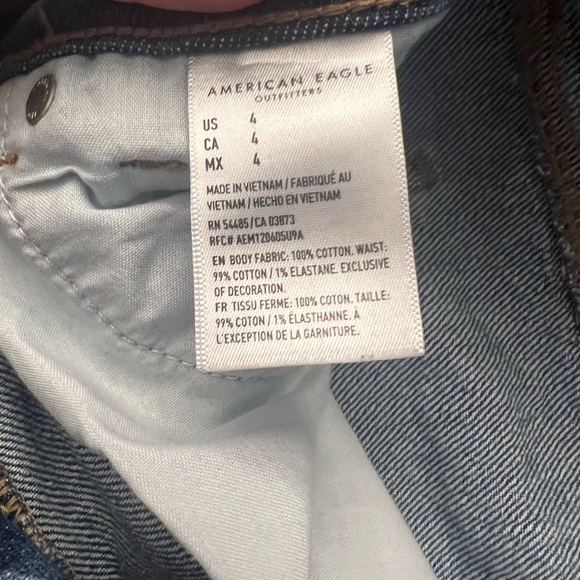 AMERICAN EAGLE
OUTFITTERS
US 4
CA 4
MX 4
MADE IN VIETNAM / FABRIQUÉ AU
VIETNAM / HECHO EN VIETNAM
RN 54485 / CA 03873
RFC# AEM120605U9A
EN BODY FABRIC: 100% COTTON. WAIST:
99% COTTON / 1% ELASTANE. EXCLUSIVE
OF DECORATION.
FR TISSU FERME: 100% COTON. TAILLE:
99% COTON / 1% ÉLASTHANNE. À
L'EXCEPTION DE LA GARNITURE.